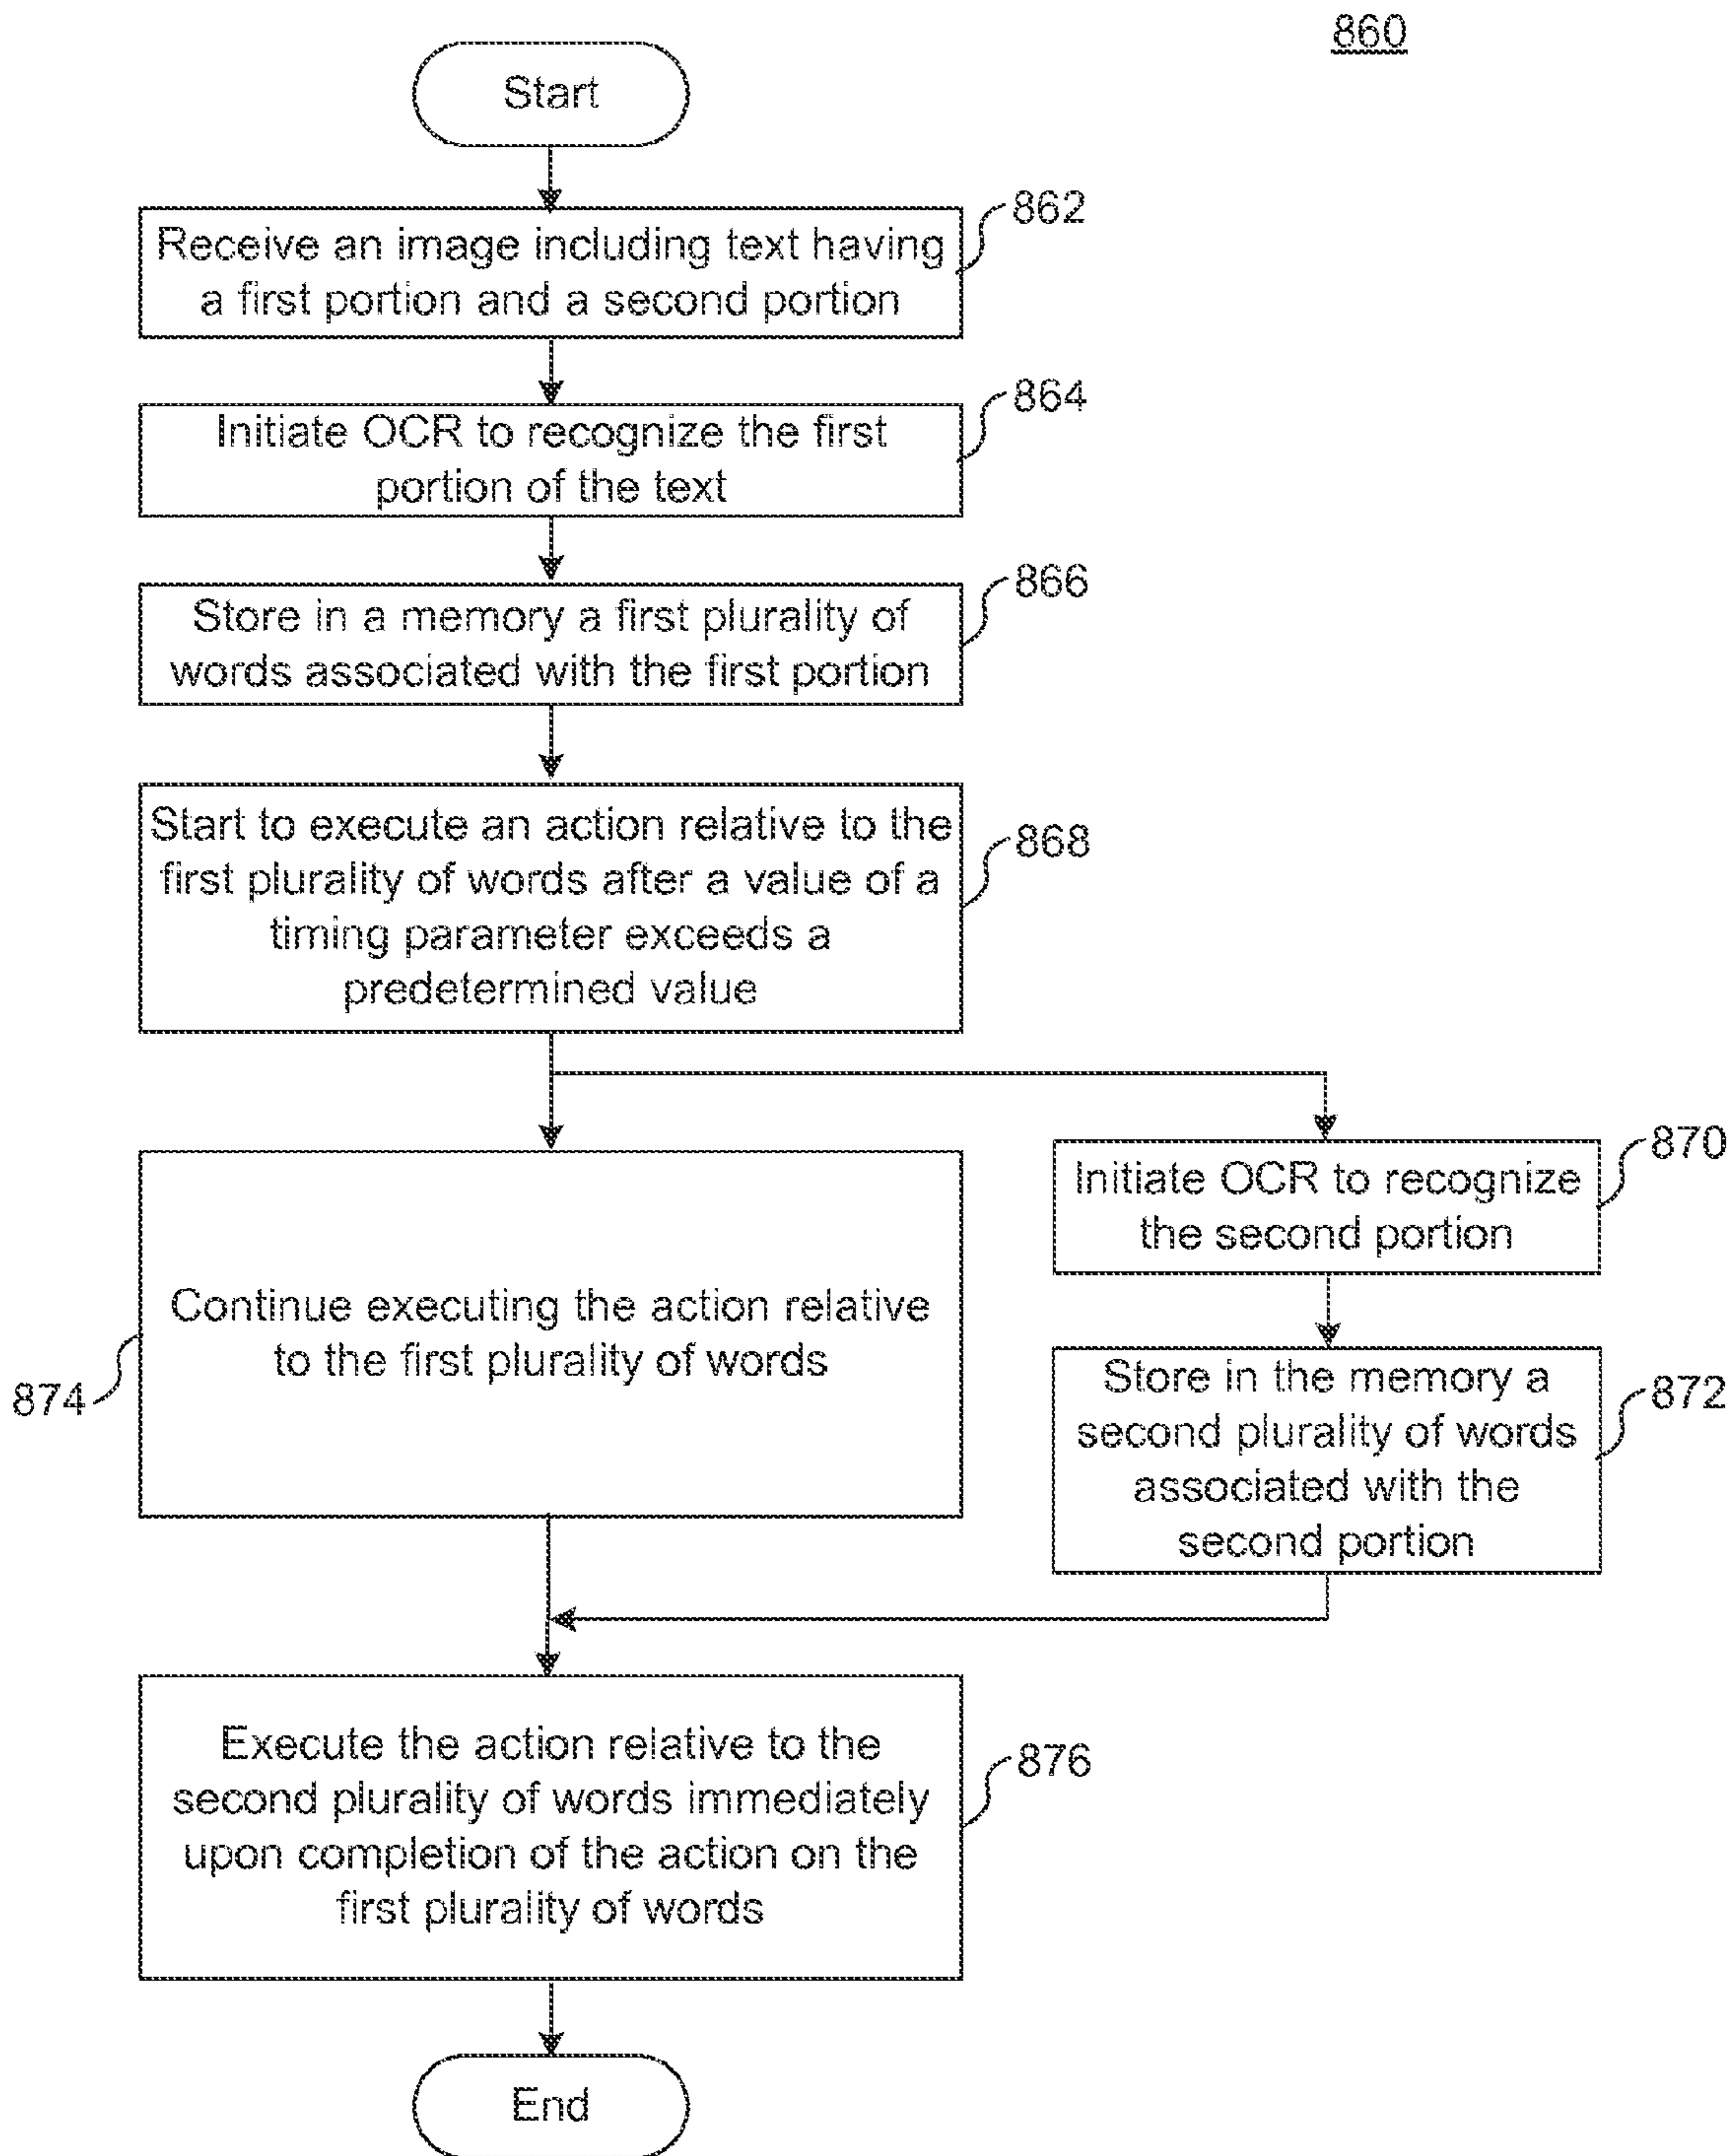 860
Start
862
Receive an image including text having
a first portion and a second portion
864
Initiate OCR to recognize the first
portion of the text
866
Store in a memory a first plurality of
words associated with the first portion
868
Start to execute an action relative to the
first plurality of words after a value of a
timing parameter exceeds a
predetermined value
870
Initiate OCR to recognize
the second portion
874
Continue executing the action relative
to the first plurality of words
872
Store in the memory a
second plurality of words
associated with the
second portion
876
Execute the action relative to the
second plurality of words immediately
upon completion of the action on the
first plurality of words
End